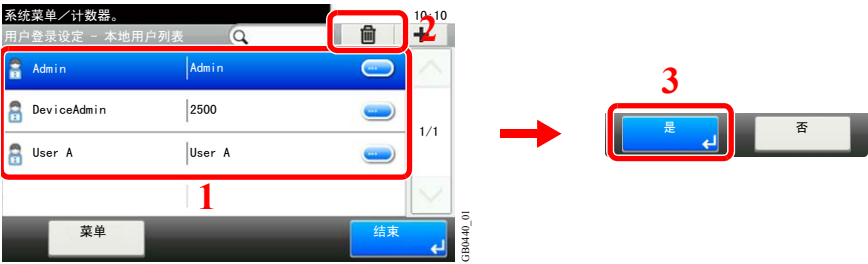 系统菜单／计数器。
10:10
用户登录设定 - 本地用户列表
2
Admin Admin
DeviceAdmin 2500
1/1
User A User A
1
菜单 结束
GB0440_01
3
是 否